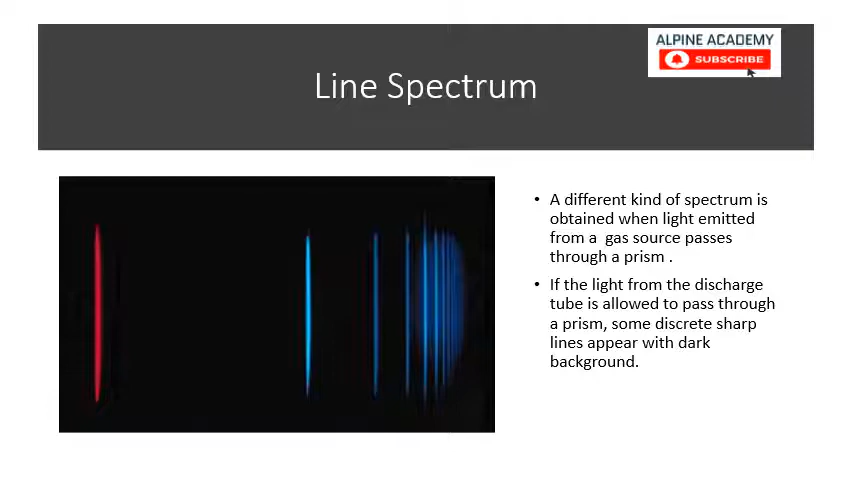 ALPINE ACADEMY
SUBSCRIBE
Line Spectrum
• A different kind of spectrum is
obtained when light emitted
from a  gas source passes
through a prism .
• If the light from the discharge
tube is allowed to pass through
a prism, some discrete sharp
lines appear with dark
background.